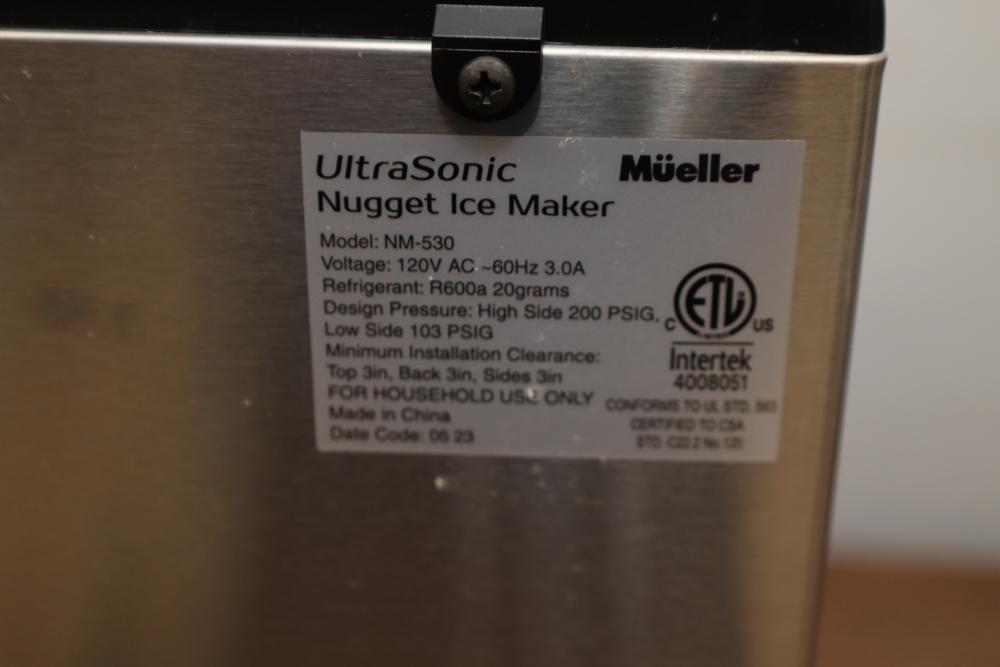 UltraSonic
Müeller
Nugget Ice Maker
Model: NM-530
Voltage: 120V AC ~60Hz 3.0A
Refrigerant: R600a 20grams
Design Pressure: High Side 200 PSIG,
Low Side 103 PSIG
Minimum Installation Clearance:
Top 3in, Back 3in, Sides 3in
FOR HOUSEHOLD USE ONLY
Made in China
Date Code: 05 23
ETL
C US
Intertek
4008051
CONFORMS TO UL STD. 563
CERTIFIED TO CSA
STD. C22.2 No.120